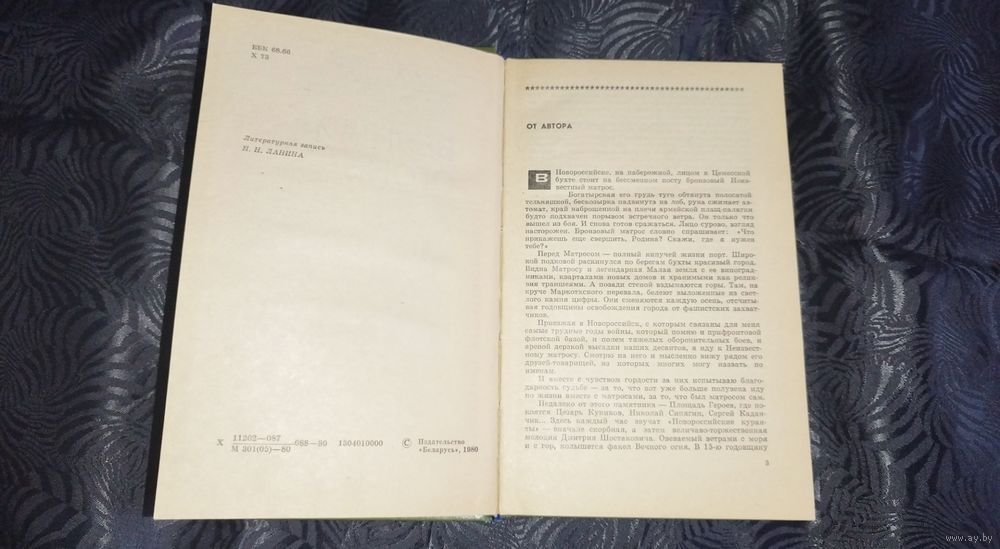 ББК 68.66
Х 73
Литературная запись
Н. Н. ЛАНИНА
Х 11202—087
М 301(05)—80
688—80 1304010000
© Издательство
«Беларусь», 1980
ОТ АВТОРА
В Новороссийске, на набережной, лицом к Цемесской
бухте стоит на бессменном посту бронзовый Неиз-
вестный матрос.
Богатырская его грудь туго обтянута полосатой
тельняшкой, бескозырка надвинута на лоб, рука сжимает ав-
томат, край наброшенной на плечи армейской плащ-палатки
будто подхвачен порывом встречного ветра. Он только что
вышел из боя. И снова готов сражаться. Лицо сурово, взгляд
насторожен. Бронзовый матрос словно спрашивает: «Что
прикажешь еще свершить, Родина? Скажи, где я нужен
тебе?»
Перед Матросом — полный кипучей жизни порт. Широ-
кой подковой раскинулся по берегам бухты красивый город.
Видна Матросу и легендарная Малая земля с ее виноград-
никами, кварталами новых домов и хранимыми как релик-
вия траншеями. А позади стеной вздымаются горы. Там, на
круче Маркотхского перевала, белеют выложенные из свет-
лого камня цифры. Они сменяются каждую осень, отсчиты-
вая годовщины освобождения города от фашистских захват-
чиков.
Приезжая в Новороссийск, с которым связаны для меня
самые трудные годы войны, который помню и прифронтовой
флотской базой, и полем тяжелых оборонительных боев, и
ареной дерзкой высадки наших десантов, я иду к Неизвест-
ному матросу. Смотрю на него и мысленно вижу рядом его
друзей-товарищей, из которых многих могу назвать по
именам.
И вместе с чувством гордости за них испытываю благо-
дарность судьбе — за то, что вот уже больше полувека иду
по жизни вместе с матросами, за то, что был матросом сам.
Недалеко от этого памятника — Площадь Героев, где по-
коятся Цезарь Куников, Николай Сипягин, Сергей Кадан-
чик... Здесь каждый час звучат «Новороссийские куран-
ты» — вначале скорбная, а затем величаво-торжественная
мелодия Дмитрия Шостаковича. Овеваемый ветрами с моря
и с гор, колышется факел Вечного огня. В 15-ю годовщину
3
www.ay.by